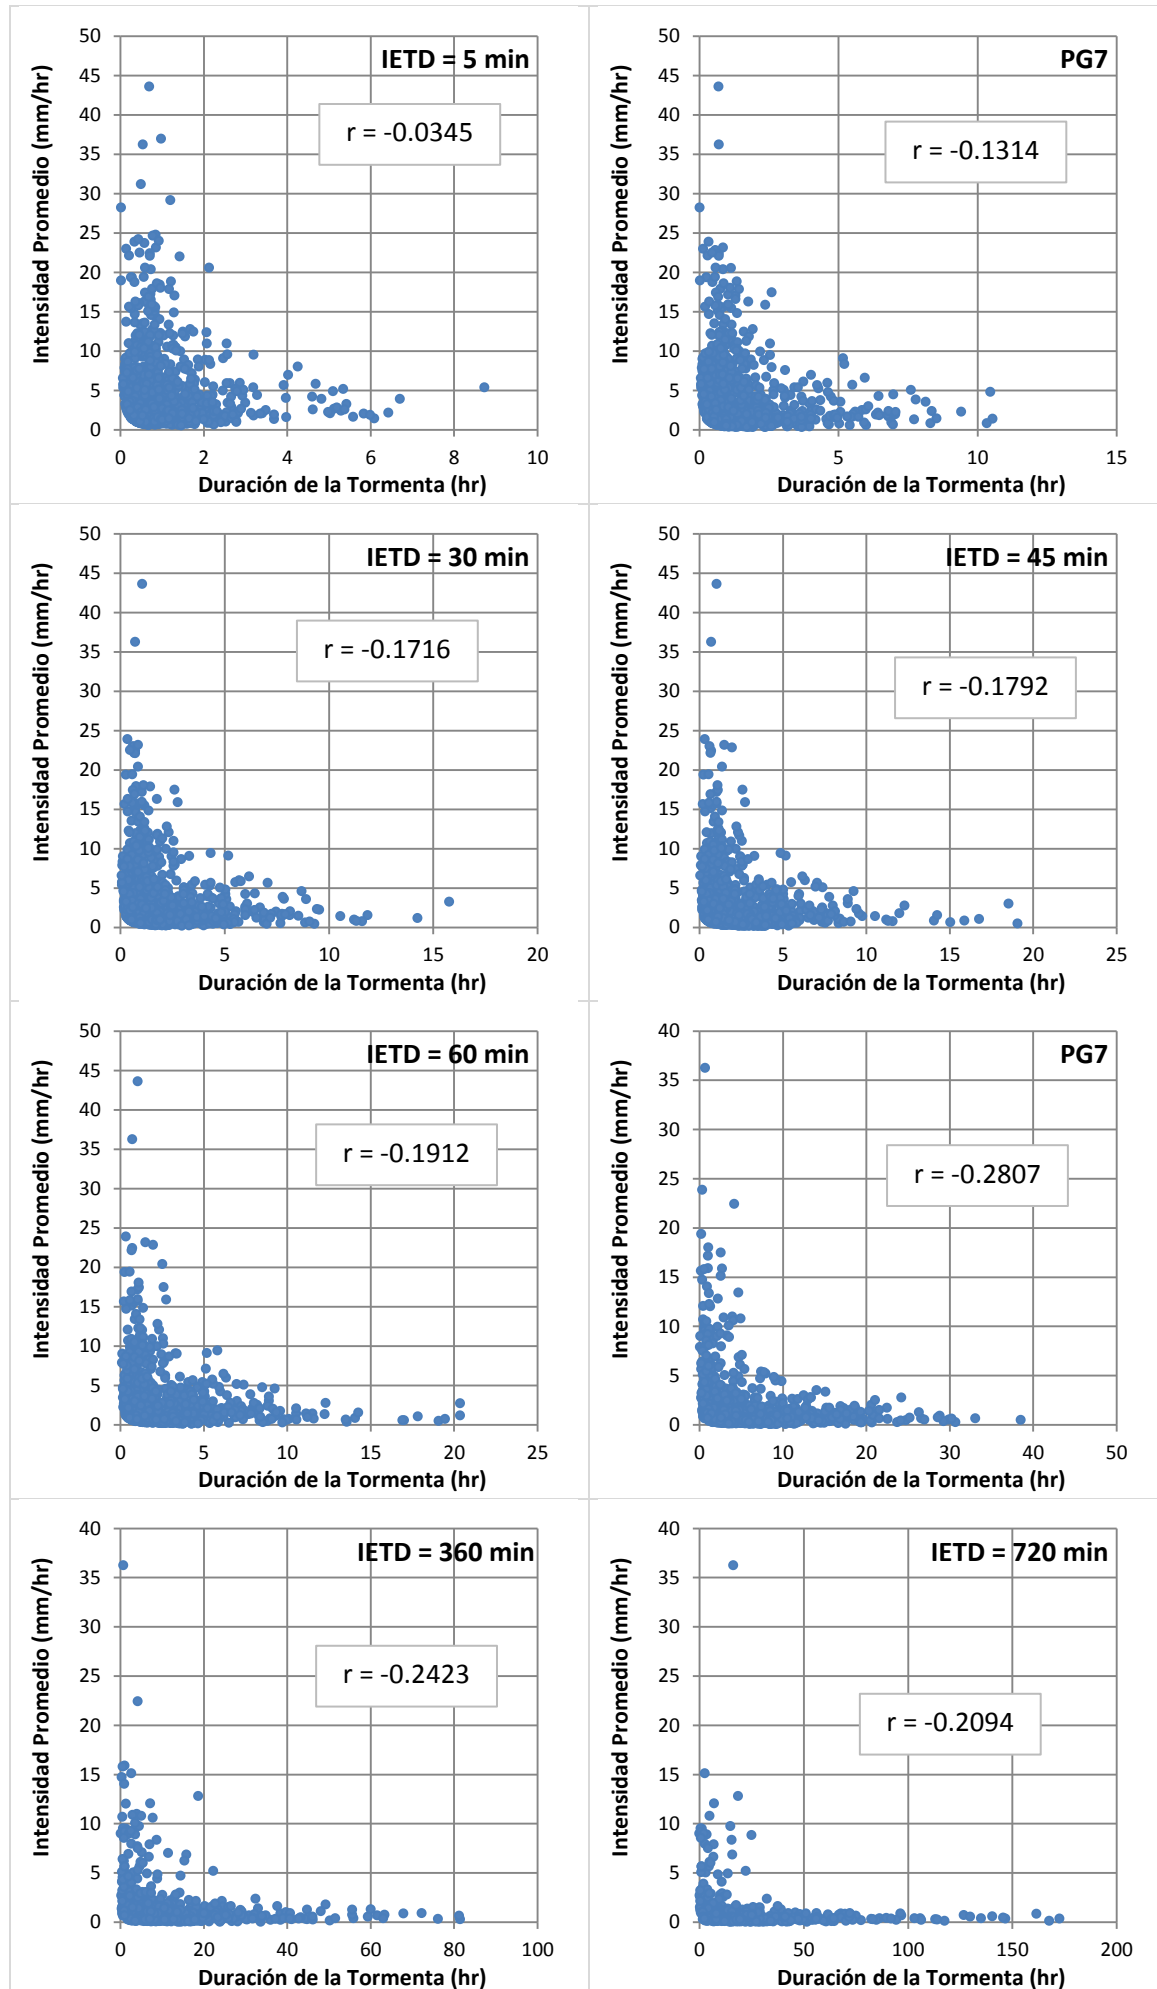 IETD = 5 min
r = -0.0345
Intensidad Promedio (mm/hr)
50
45
40
35
30
25
20
15
10
5
0
0 2 4 6 8 10
Duración de la Tormenta (hr)
PG7
r = -0.1314
Intensidad Promedio (mm/hr)
50
45
40
35
30
25
20
15
10
5
0
0 5 10 15
Duración de la Tormenta (hr)
IETD = 30 min
r = -0.1716
Intensidad Promedio (mm/hr)
50
45
40
35
30
25
20
15
10
5
0
0 5 10 15 20
Duración de la Tormenta (hr)
IETD = 45 min
r = -0.1792
Intensidad Promedio (mm/hr)
50
45
40
35
30
25
20
15
10
5
0
0 5 10 15 20 25
Duración de la Tormenta (hr)
IETD = 60 min
r = -0.1912
Intensidad Promedio (mm/hr)
50
45
40
35
30
25
20
15
10
5
0
0 5 10 15 20 25
Duración de la Tormenta (hr)
PG7
r = -0.2807
Intensidad Promedio (mm/hr)
40
35
30
25
20
15
10
5
0
0 10 20 30 40 50
Duración de la Tormenta (hr)
IETD = 360 min
r = -0.2423
Intensidad Promedio (mm/hr)
40
35
30
25
20
15
10
5
0
0 20 40 60 80 100
Duración de la Tormenta (hr)
IETD = 720 min
r = -0.2094
Intensidad Promedio (mm/hr)
40
35
30
25
20
15
10
5
0
0 50 100 150 200
Duración de la Tormenta (hr)